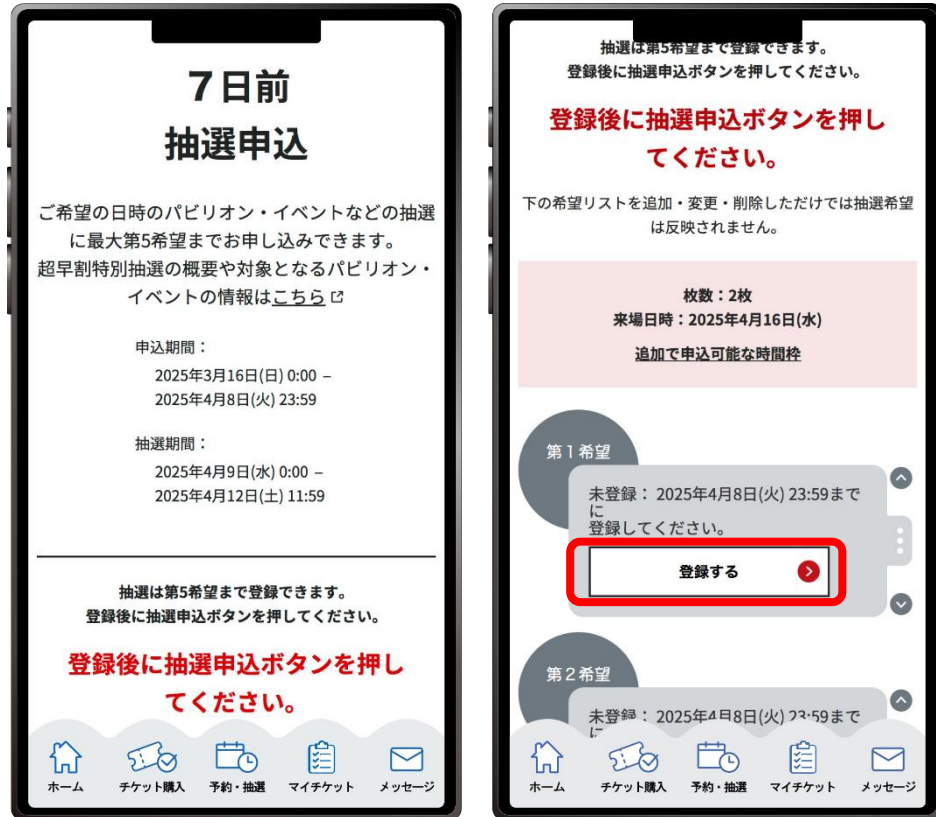 7日前
抽選申込
ご希望の日時のパビリオン・イベントなどの抽選
に最大第5希望までお申し込みできます。
超早割特別抽選の概要や対象となるパビリオン・
イベントの情報はこちら
申込期間：
2025年3月16日(日) 0:00 –
2025年4月8日(火) 23:59
抽選期間：
2025年4月9日(水) 0:00 –
2025年4月12日(土) 11:59
抽選は第5希望まで登録できます。
登録後に抽選申込ボタンを押してください。
登録後に抽選申込ボタンを押し
てください。
ホーム
チケット購入
予約・抽選
マイチケット
メッセージ
抽選は第5希望まで登録できます。
登録後に抽選申込ボタンを押してください。
登録後に抽選申込ボタンを押し
てください。
下の希望リストを追加・変更・削除しただけでは抽選希望
は反映されません。
枚数：2枚
来場日時：2025年4月16日(水)
追加で申込可能な時間枠
第1希望
未登録： 2025年4月8日(火) 23:59まで
に
登録してください。
登録する
第2希望
未登録： 2025年4月8日(火) 23:59まで
に
ホーム
チケット購入
予約・抽選
マイチケット
メッセージ